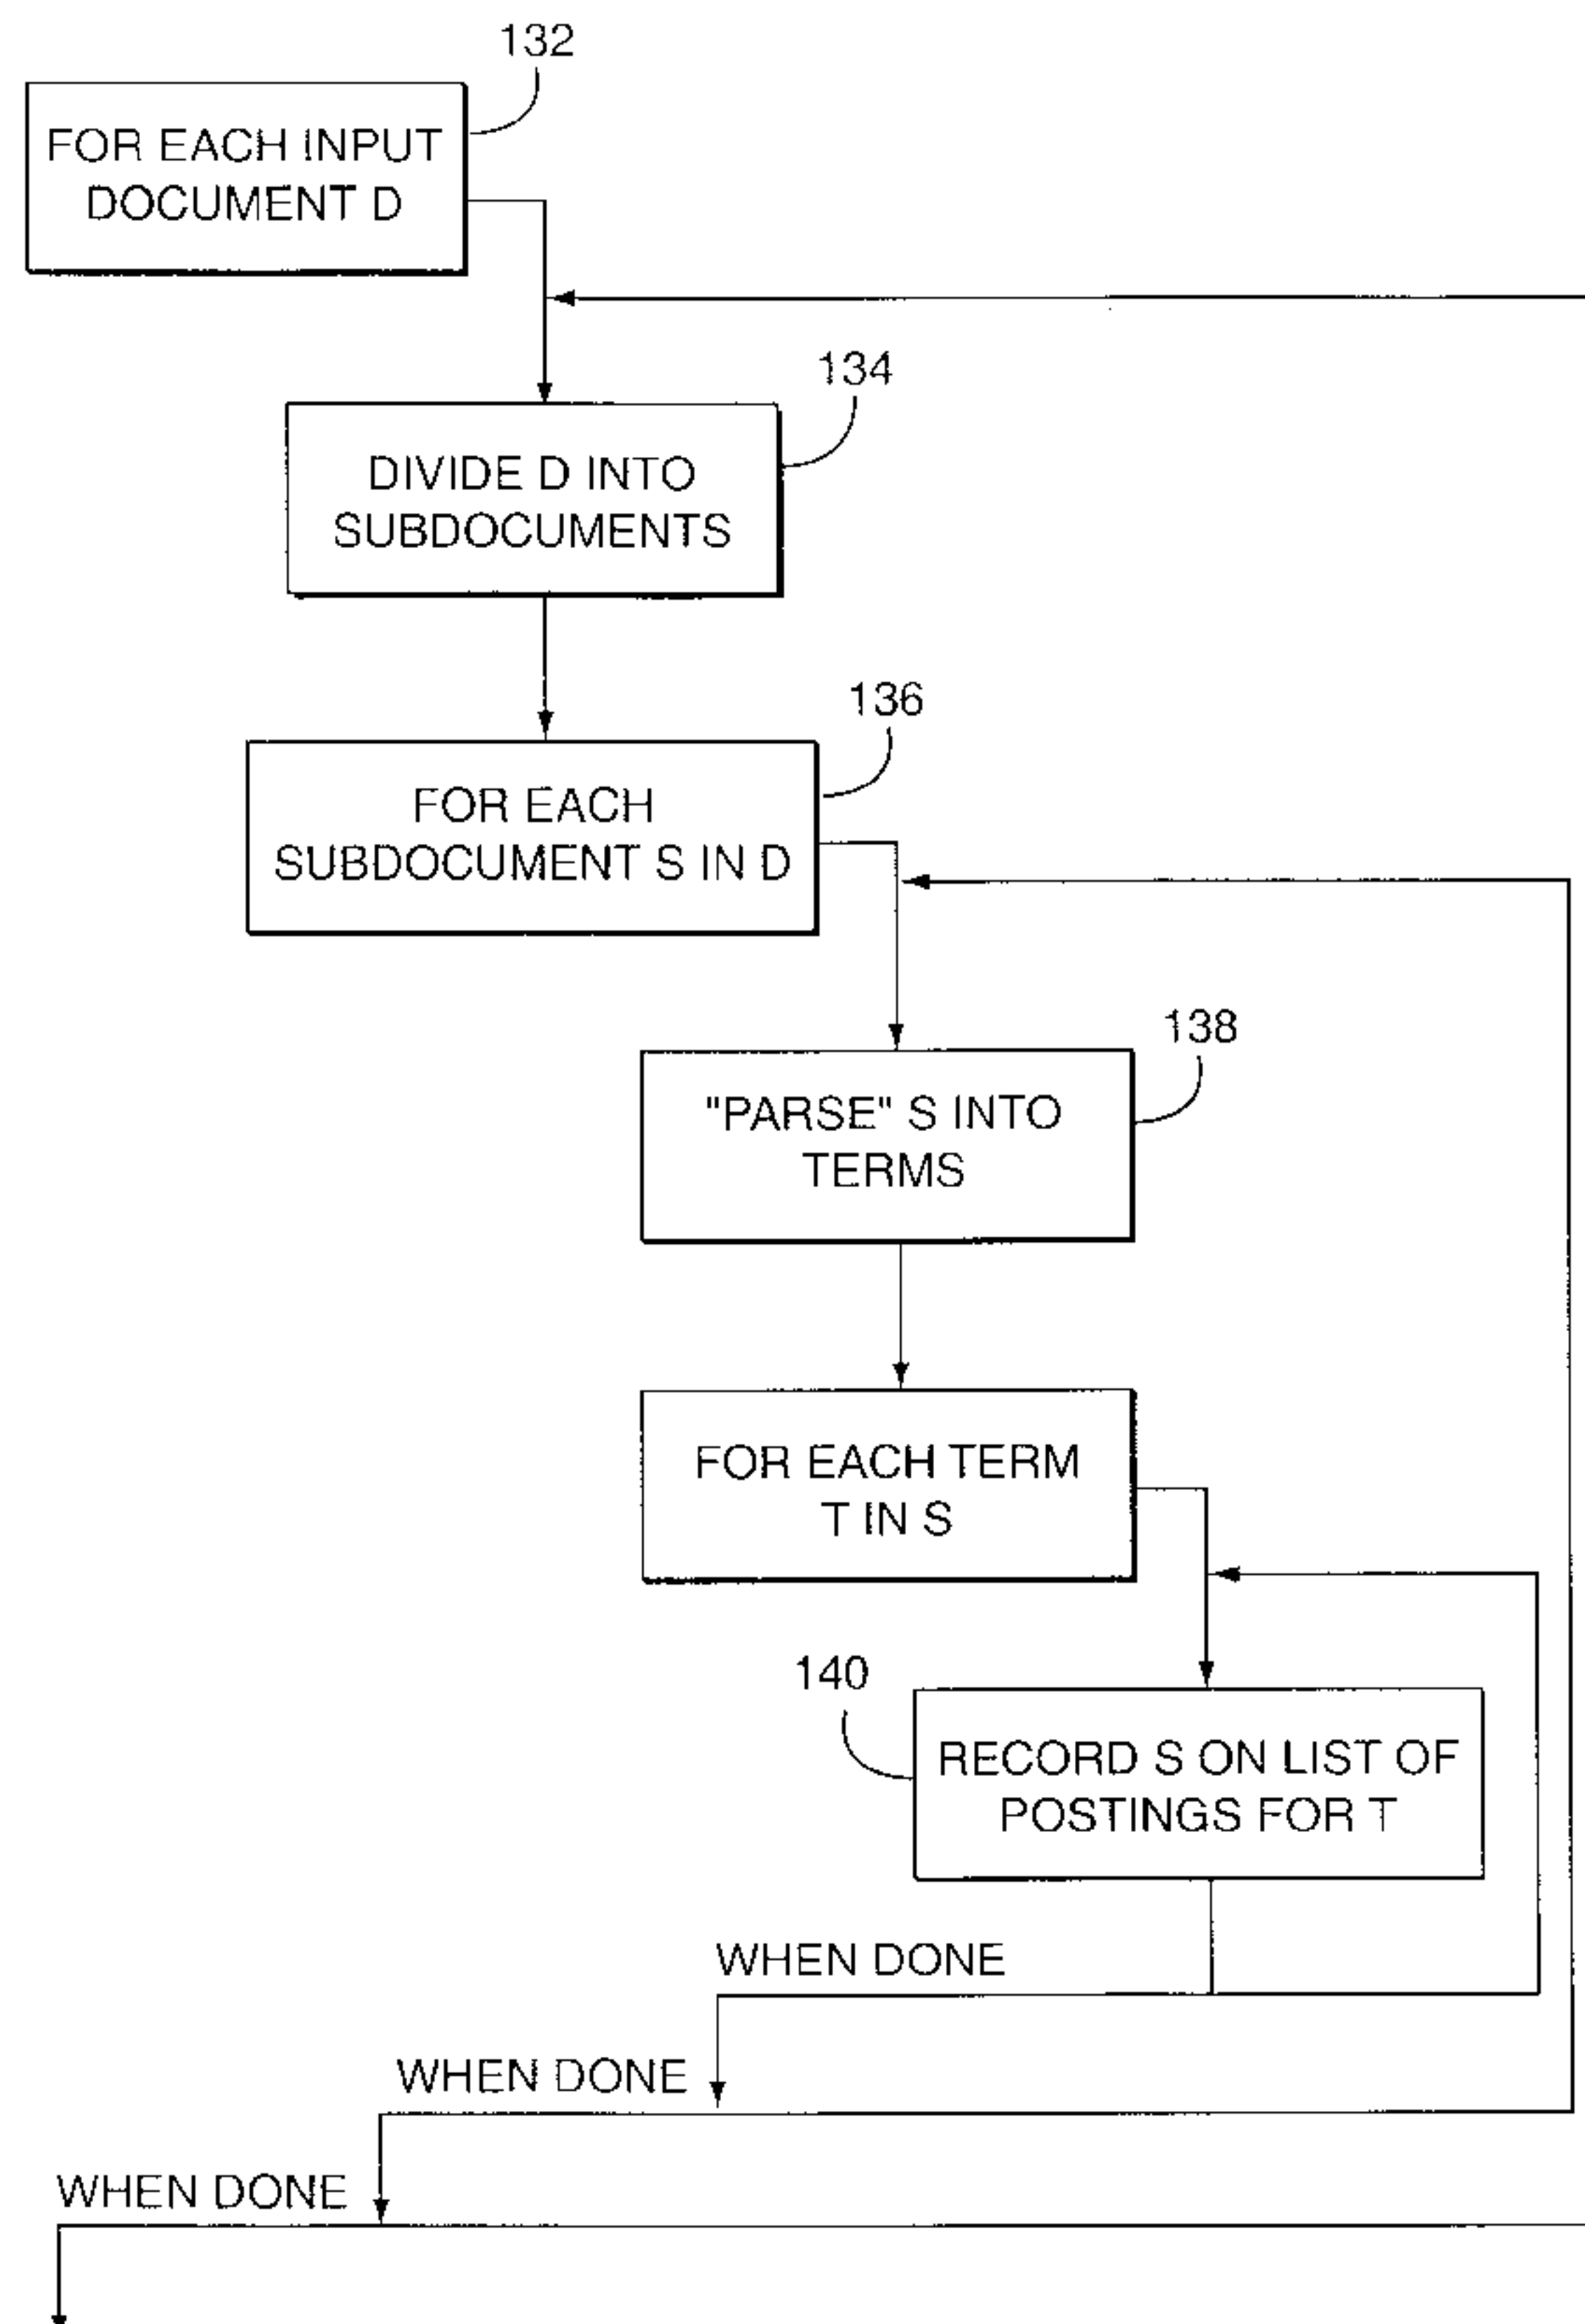 132
FOR EACH INPUT
DOCUMENT D
134
DIVIDE D INTO
SUBDOCUMENTS
136
FOR EACH
SUBDOCUMENT S IN D
138
"PARSE" S INTO
TERMS
FOR EACH TERM
T IN S
140
RECORD S ON LIST OF
POSTINGS FOR T
WHEN DONE
WHEN DONE
WHEN DONE